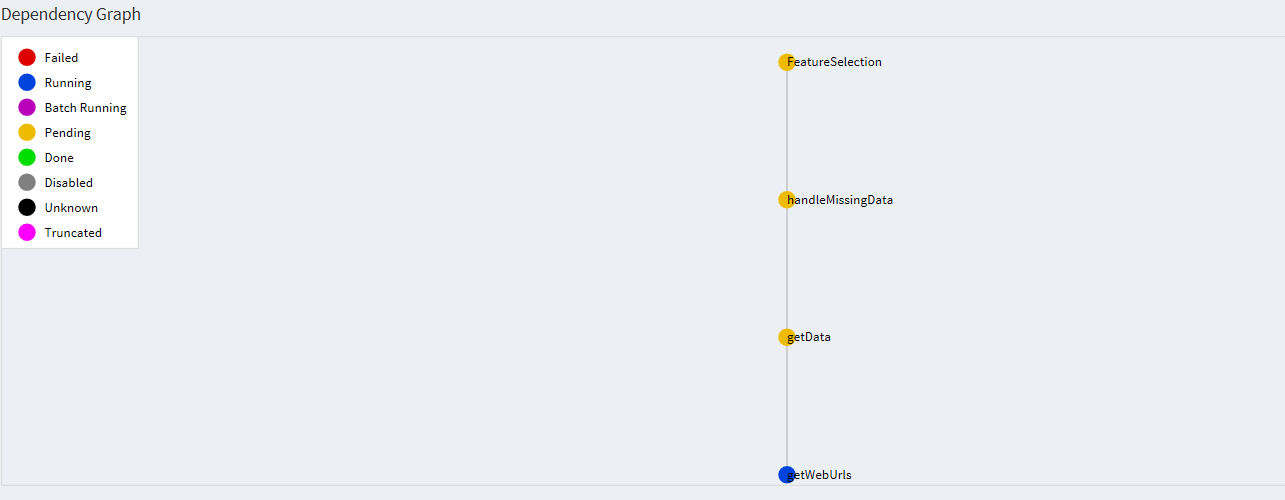 Dependency Graph
Failed
Running
Batch Running
Pending
Done
Disabled
Unknown
Truncated
FeatureSelection
handleMissingData
getData
getWebUrls